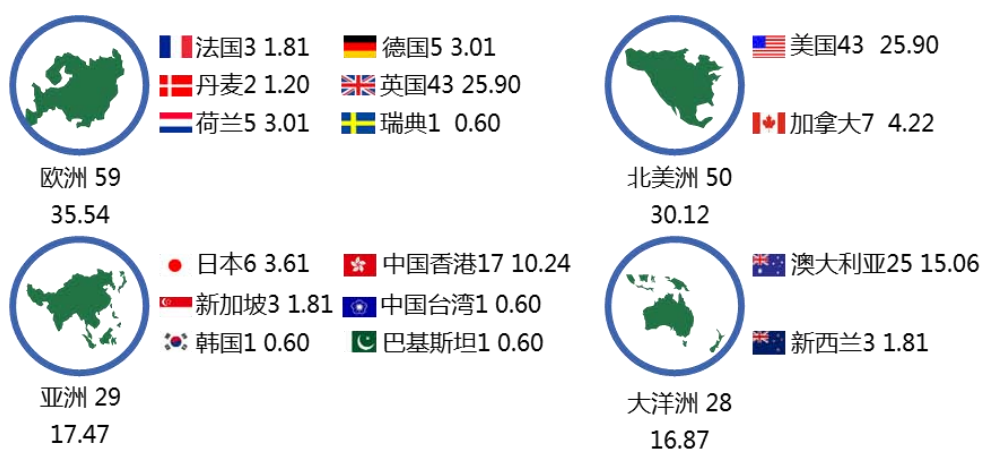 法国3 1.81
德国5 3.01
丹麦2 1.20
英国43 25.90
荷兰5 3.01
瑞典1 0.60
欧洲 59
35.54
美国43 25.90
加拿大7 4.22
北美洲 50
30.12
日本6 3.61
中国香港17 10.24
新加坡3 1.81
中国台湾1 0.60
韩国1 0.60
巴基斯坦1 0.60
亚洲 29
17.47
澳大利亚25 15.06
新西兰3 1.81
大洋洲 28
16.87